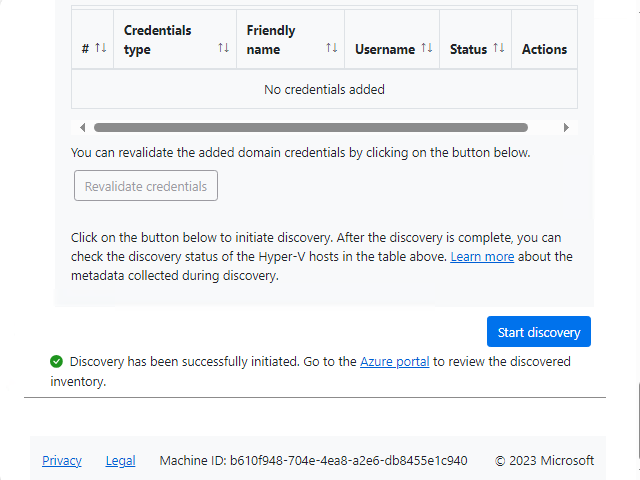 # Credentials type Friendly name Username Status Actions
No credentials added
You can revalidate the added domain credentials by clicking on the button below.
Revalidate credentials
Click on the button below to initiate discovery. After the discovery is complete, you can
check the discovery status of the Hyper-V hosts in the table above. Learn more about the
metadata collected during discovery.
Start discovery
Discovery has been successfully initiated. Go to the Azure portal to review the discovered
inventory.
Privacy Legal Machine ID: b610f948-704e-4ea8-a2e6-db8455e1c940 © 2023 Microsoft